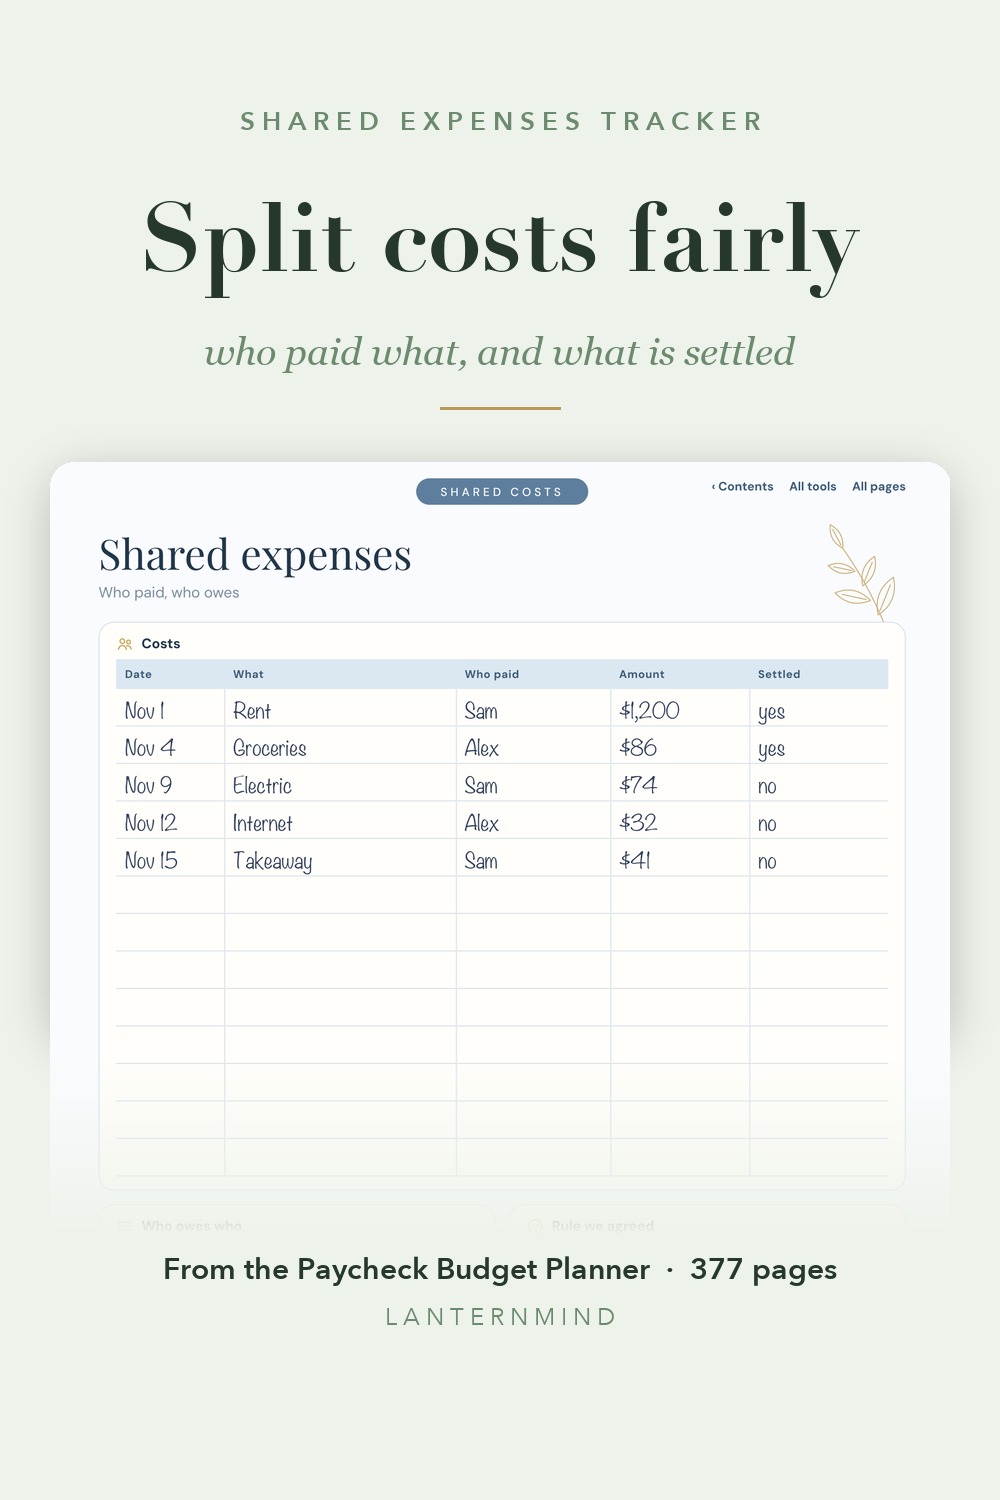 SHARED EXPENSES TRACKER
Split costs fairly
who paid what, and what is settled
SHARED COSTS
‹ Contents All tools All pages
Shared expenses
Who paid, who owes
Costs
Date What Who paid Amount Settled
Nov 1 Rent Sam $1,200 yes
Nov 4 Groceries Alex $86 yes
Nov 9 Electric Sam $74 no
Nov 12 Internet Alex $32 no
Nov 15 Takeaway Sam $41 no
Who owes who Rule we agreed
From the Paycheck Budget Planner · 377 pages
LANTERNMIND